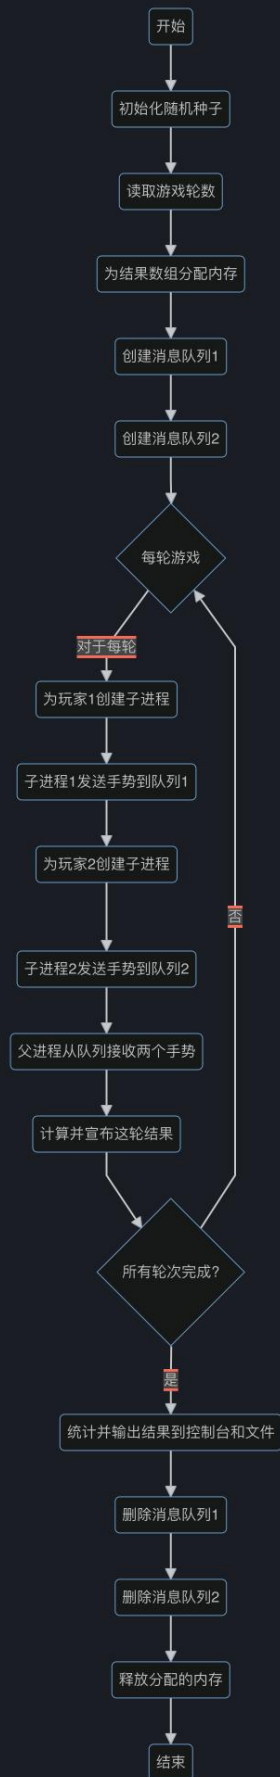 开始
初始化随机种子
读取游戏轮数
为结果数组分配内存
创建消息队列1
创建消息队列2
每轮游戏
对于每轮
为玩家1创建子进程
子进程1发送手势到队列1
为玩家2创建子进程
否
子进程2发送手势到队列2
父进程从队列接收两个手势
计算并宣布这轮结果
所有轮次完成?
是
统计并输出结果到控制台和文件
删除消息队列1
删除消息队列2
释放分配的内存
结束